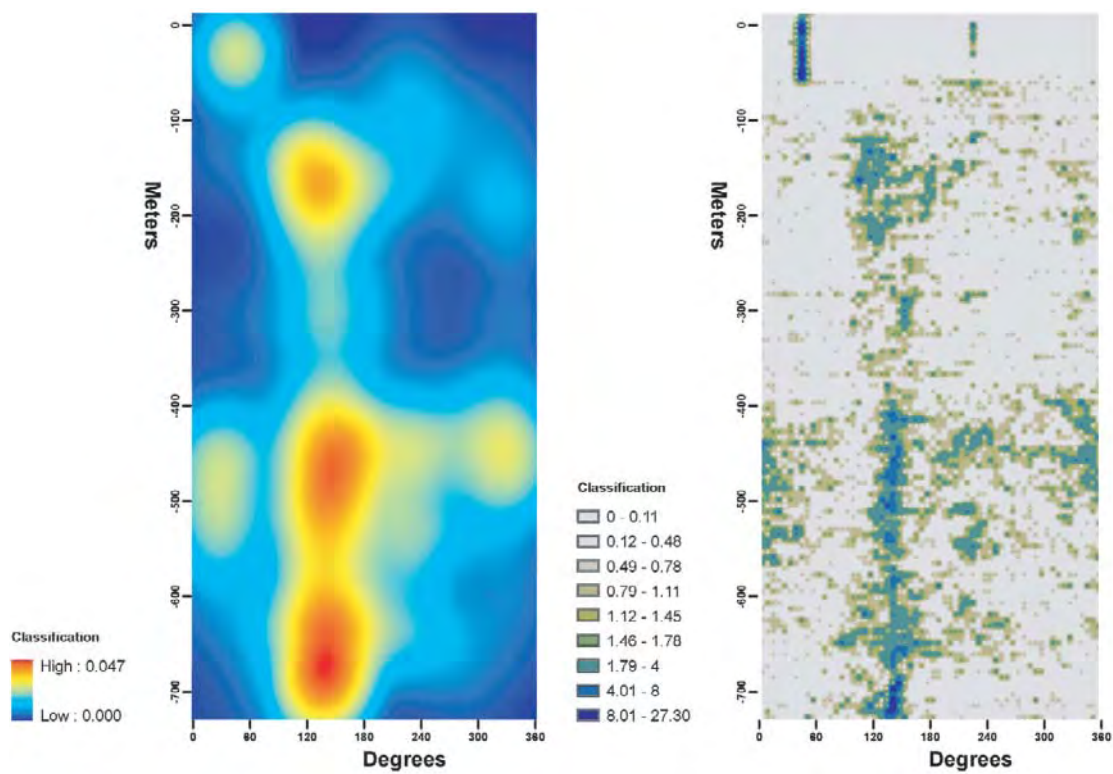 0
-100
-200
-300
-400
-500
-600
-700
Meters
0 60 120 180 240 300 360
Degrees
Classification
High : 0.047
Low : 0.000
Classification
0 - 0.11
0.12 - 0.48
0.49 - 0.78
0.79 - 1.11
1.12 - 1.45
1.46 - 1.78
1.79 - 4
4.01 - 8
8.01 - 27.30
0
-100
-200
-300
-400
-500
-600
-700
Meters
0 60 120 180 240 300 360
Degrees